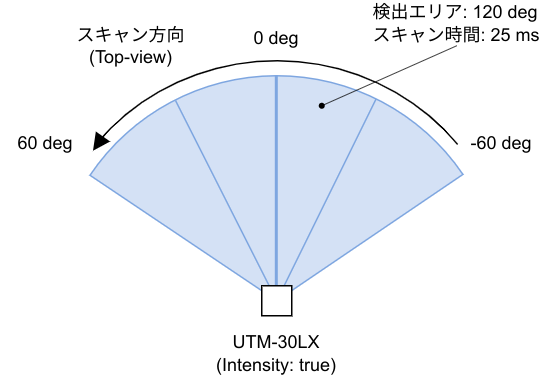 検出エリア: 120 deg
スキャン時間: 25 ms
スキャン方向
(Top-view)
0 deg
60 deg
-60 deg
UTM-30LX
(Intensity: true)